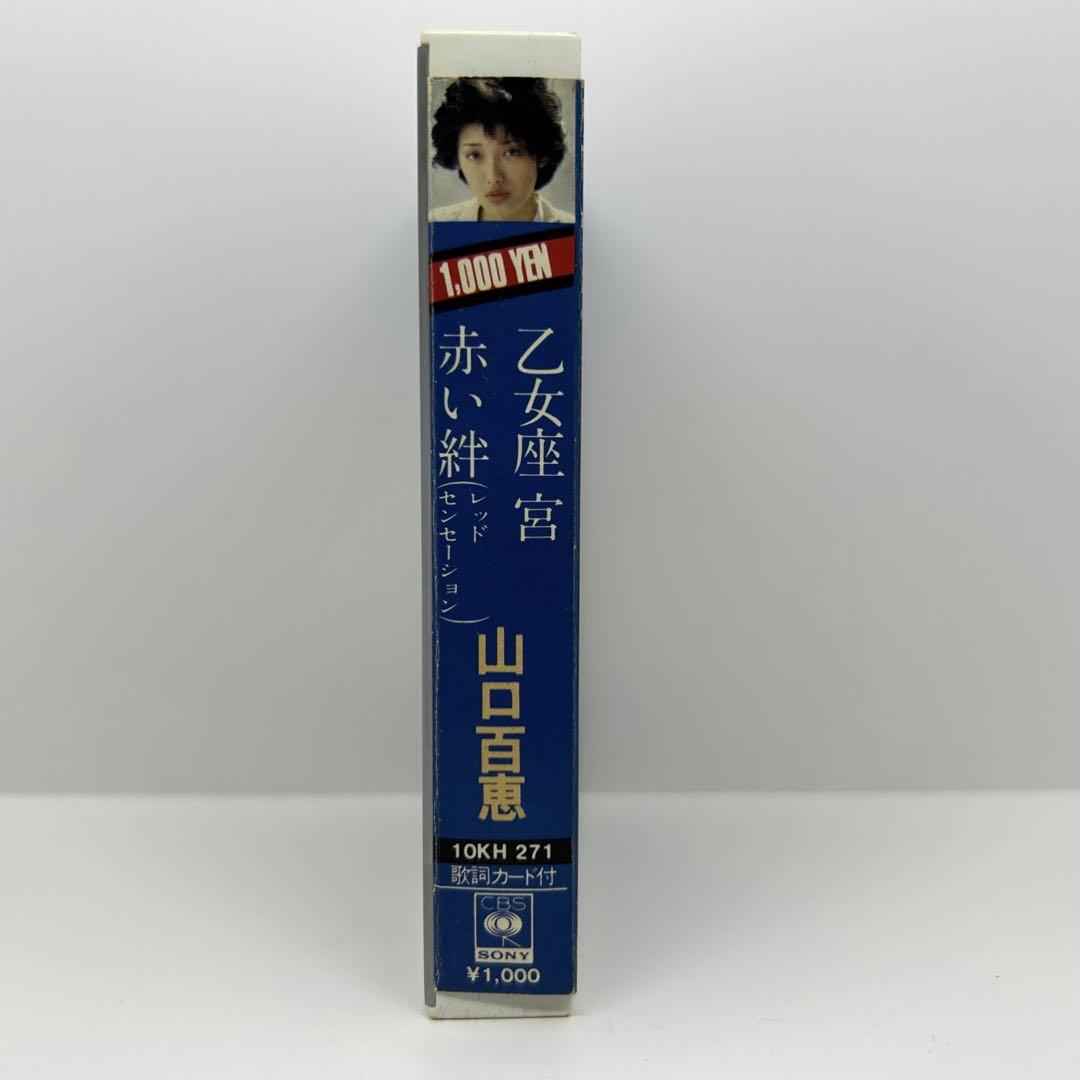 1,000 YEN
乙女座 宮
赤い絆(レッドセンセーション)
山口百恵
10KH 271
歌詞カード付
CBS
SONY
¥1,000